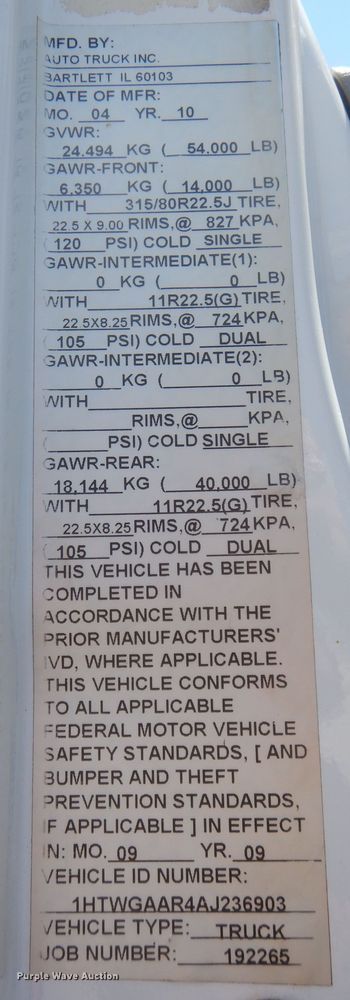 MFD. BY:
AUTO TRUCK INC.
BARTLETT IL 60103
DATE OF MFR:
MO. 04 YR. 10
GVWR:
24.494 KG ( 54,000 LB)
GAWR-FRONT:
6.350 KG ( 14,000 LB)
WITH 315/80R22.5J TIRE,
22.5 X 9.00 RIMS,@ 827 KPA,
( 120 PSI) COLD SINGLE
GAWR-INTERMEDIATE(1):
0 KG ( 0 LB)
WITH 11R22.5(G) TIRE,
22.5X8.25 RIMS,@ 724 KPA,
( 105 PSI) COLD DUAL
GAWR-INTERMEDIATE(2):
0 KG ( 0 LB)
WITH TIRE,
RIMS,@ KPA,
( PSI) COLD SINGLE
GAWR-REAR:
18,144 KG ( 40,000 LB)
WITH 11R22.5(G) TIRE,
22.5X8.25 RIMS,@ 724 KPA,
( 105 PSI) COLD DUAL
THIS VEHICLE HAS BEEN
COMPLETED IN
ACCORDANCE WITH THE
PRIOR MANUFACTURERS'
IVD, WHERE APPLICABLE.
THIS VEHICLE CONFORMS
TO ALL APPLICABLE
FEDERAL MOTOR VEHICLE
SAFETY STANDARDS, [ AND
BUMPER AND THEFT
PREVENTION STANDARDS,
IF APPLICABLE ] IN EFFECT
IN: MO. 09 YR. 09
VEHICLE ID NUMBER:
1HTWGAAR4AJ236903
VEHICLE TYPE: TRUCK
JOB NUMBER: 192265
Purple Wave Auction